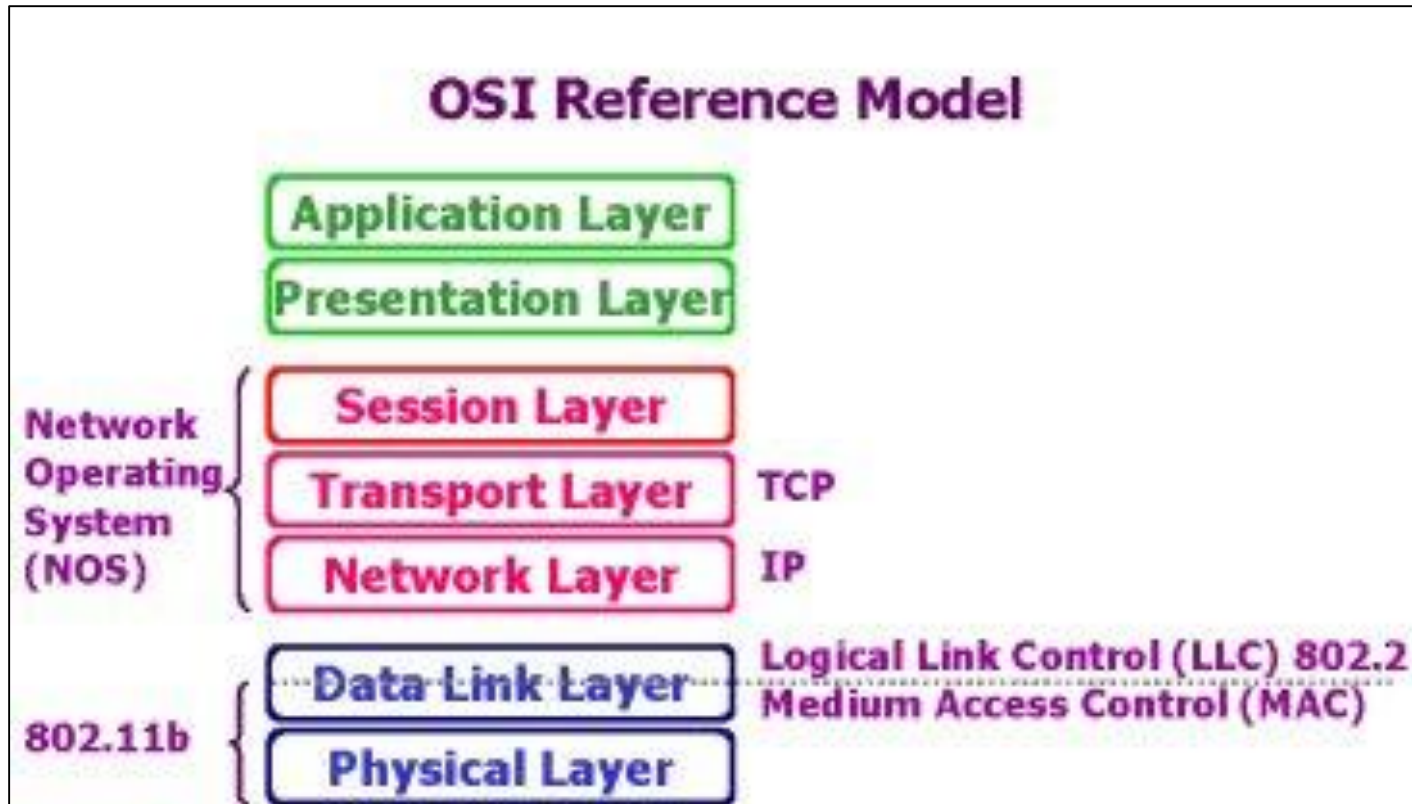 OSI Reference Model
Application Layer
Presentation Layer
Network
Operating
System
(NOS)
Session Layer
Transport Layer
TCP
Network Layer
IP
802.11b
Data Link Layer
Logical Link Control (LLC) 802.2
Medium Access Control (MAC)
Physical Layer